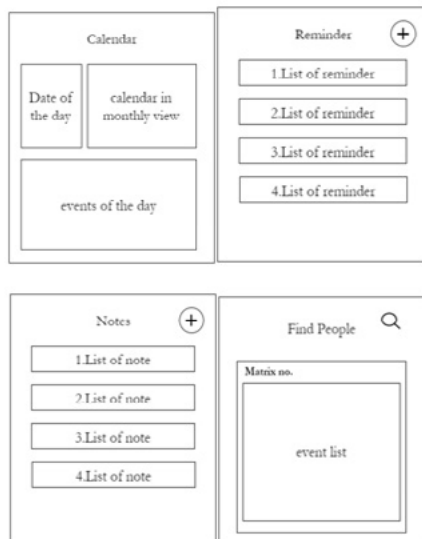 Calendar
Date of
the day
calendar in
monthly view
events of the day
Reminder
1.List of reminder
2.List of reminder
3.List of reminder
4.List of reminder
Notes
1.List of note
2.List of note
3.List of note
4.List of note
Find People
Matrix no.
event list